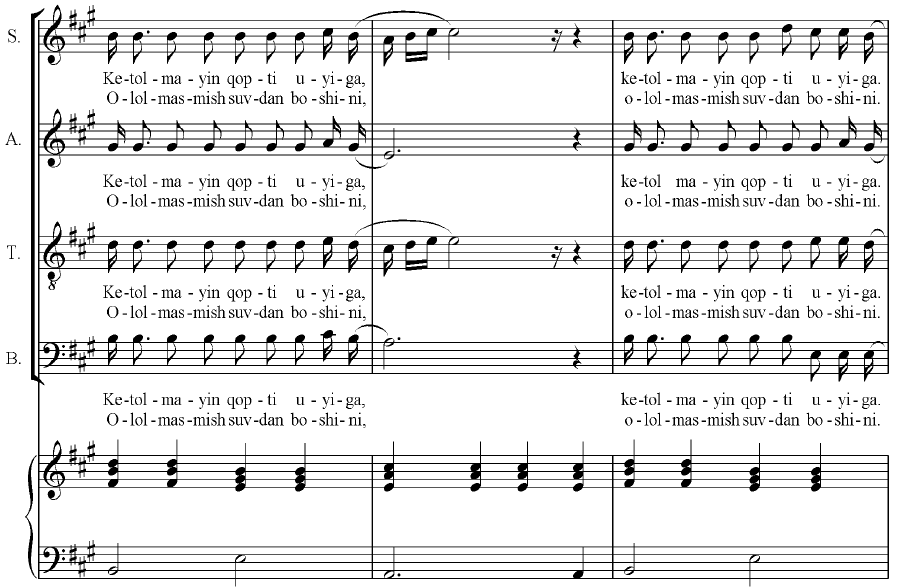 S.
Ke-tol-ma-yin qop-ti u-yi-ga, ke-tol-ma-yin qop-ti u-yi-ga.
O-lol-mas-mish suv-dan bo-shi-ni, o-lol-mas-mish suv-dan bo-shi-ni.
A.
Ke-tol-ma-yin qop-ti u-yi-ga, ke-tol ma-yin qop-ti u-yi-ga.
O-lol-mas-mish suv-dan bo-shi-ni, o-lol-mas-mish suv-dan bo-shi-ni.
T.
8
Ke-tol-ma-yin qop-ti u-yi-ga, ke-tol-ma-yin qop-ti u-yi-ga.
O-lol-mas-mish suv-dan bo-shi-ni, o-lol-mas-mish suv-dan bo-shi-ni.
B.
Ke-tol-ma-yin qop-ti u-yi-ga, ke-tol-ma-yin qop-ti u-yi-ga.
O-lol-mas-mish suv-dan bo-shi-ni, o-lol-mas-mish suv-dan bo-shi-ni.